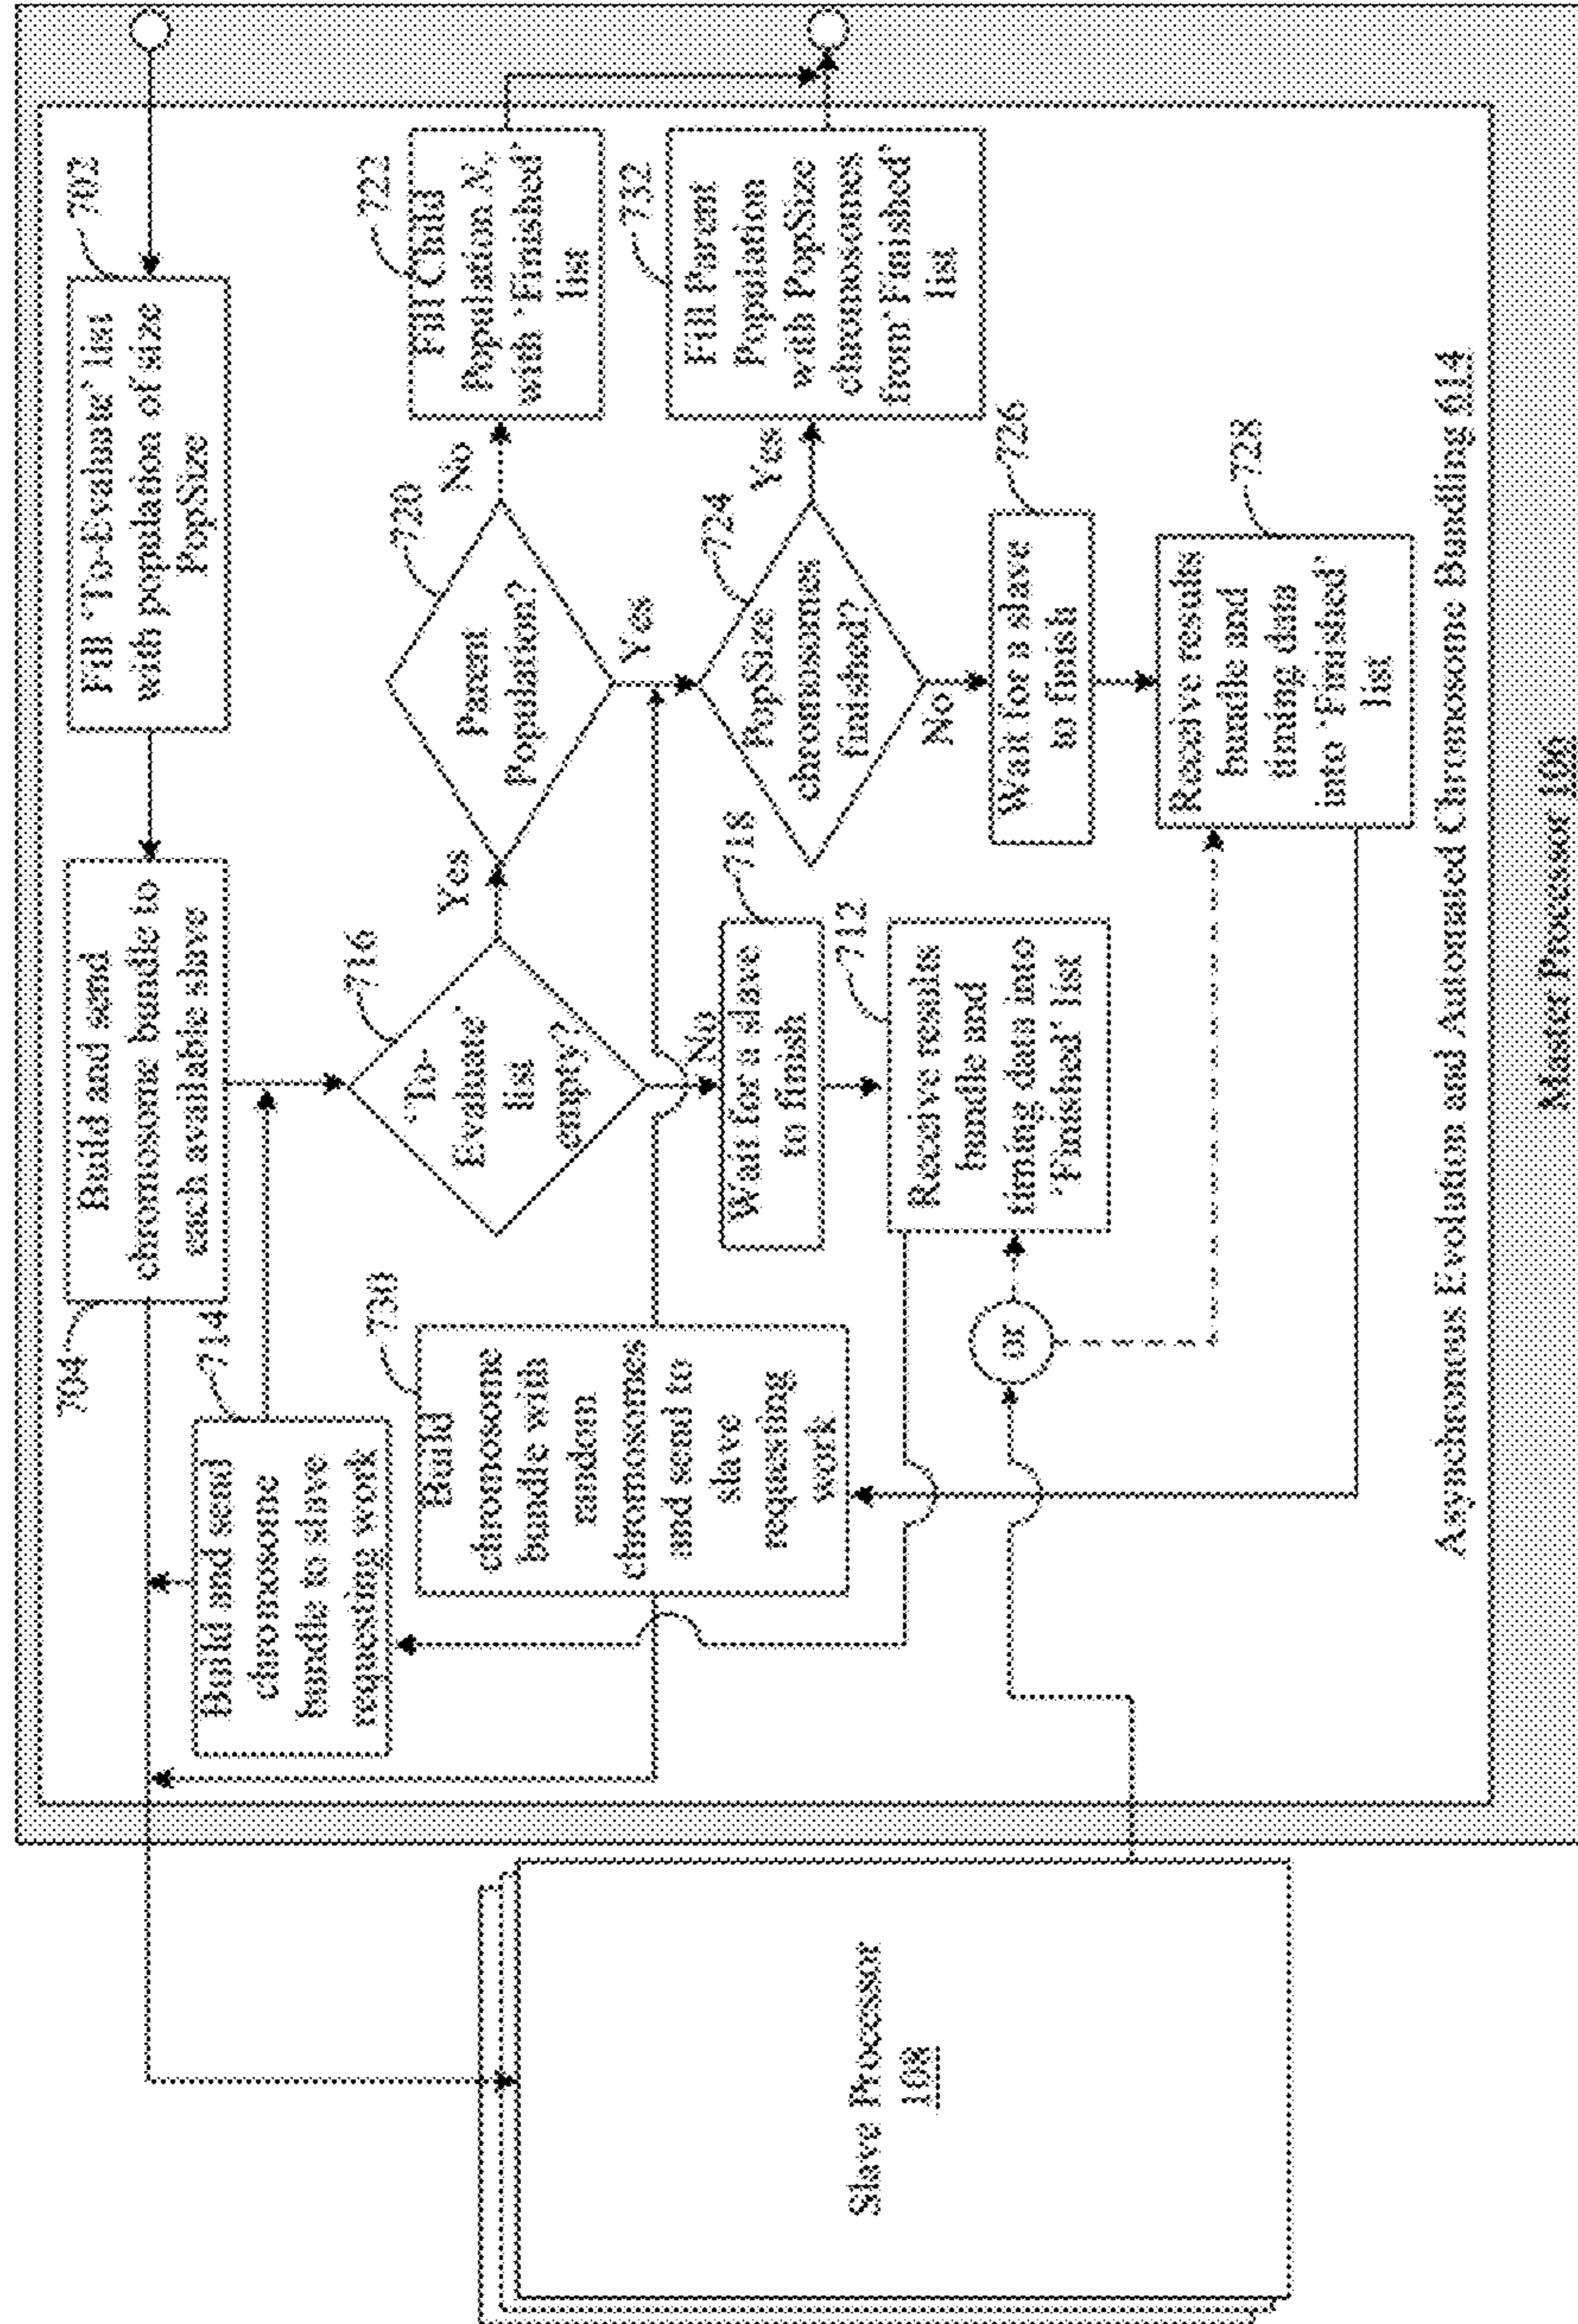 702
Fill 'To-Evaluate' list
with population of size
PopSize
704
Build and send
chromosome bundle to
each available slave
714
Build and send
chromosome
bundle to slave
requesting work
716
'To-
Evaluate'
list
empty?
Yes
No
720
Parent
Population?
No
Yes
722
Fill Child
Population
with 'Finished'
list
724
PopSize
chromosomes
finished?
Yes
No
732
Fill Parent
Population
with PopSize
chromosomes
from 'Finished'
list
730
Build
chromosome
bundle with
random
chromosomes
and send to
slave
requesting
work
718
Wait for a slave
to finish
712
Receive results
bundle and
timing data into
'Finished' list
or
726
Wait for a slave
to finish
728
Receive results
bundle and
timing data
into 'Finished'
list
Asynchronous Evolution and Automated Chromosome Bundling 614
Master Processor 106
Slave Processor
108